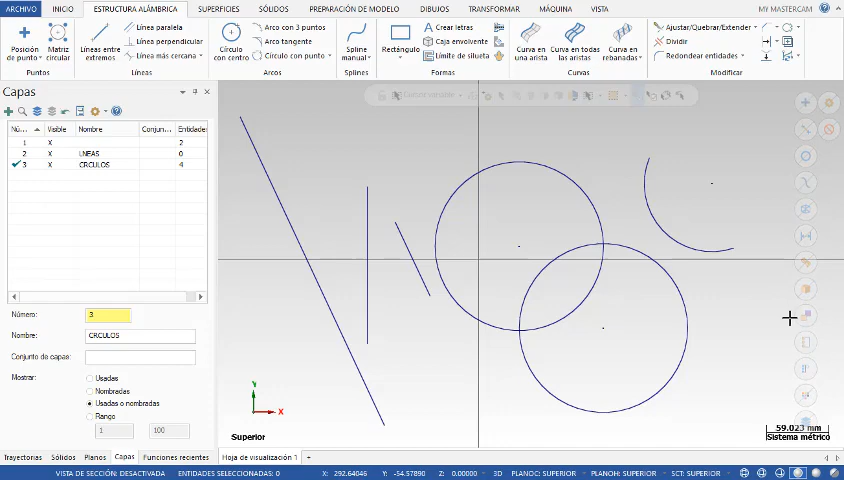 ARCHIVO INICIO ESTRUCTURA ALÁMBRICA SUPERFICIES SÓLIDOS PREPARACIÓN DE MODELO DIBUJOS TRANSFORMAR MÁQUINA VISTA MY MASTERCAM
Posición de punto
Matriz circular
Puntos
Líneas entre extremos
Línea paralela
Línea perpendicular
Línea más cercana
Líneas
Círculo con centro
Arco con 3 puntos
Arco tangente
Círculo con punto
Arcos
Spline manual
Splines
Rectángulo
Crear letras
Caja envolvente
Límite de silueta
Formas
Curva en una arista
Curva en todas las aristas
Curva en rebanadas
Curvas
Ajustar/Quebrar/Extender
Dividir
Redondear entidades
Modificar
Capas
Nú... Visible Nombre Conjun... Entidades
1 X 2
2 X LNEAS 0
3 X CRCULOS 4
Número: 3
Nombre: CRCULOS
Conjunto de capas:
Mostrar: Usadas
Nombradas
Usadas o nombradas
Rango
1 100
Y
X
Superior
59.023 mm
Sistema métrico
Trayectorias Sólidos Planos Capas Funciones recientes Hoja de visualización 1 +
VISTA DE SECCIÓN: DESACTIVADA ENTIDADES SELECCIONADAS: 0 X: 292.64046 Y: -54.57890 Z: 0.00000 3D PLANOC: SUPERIOR PLANOH: SUPERIOR SCT: SUPERIOR